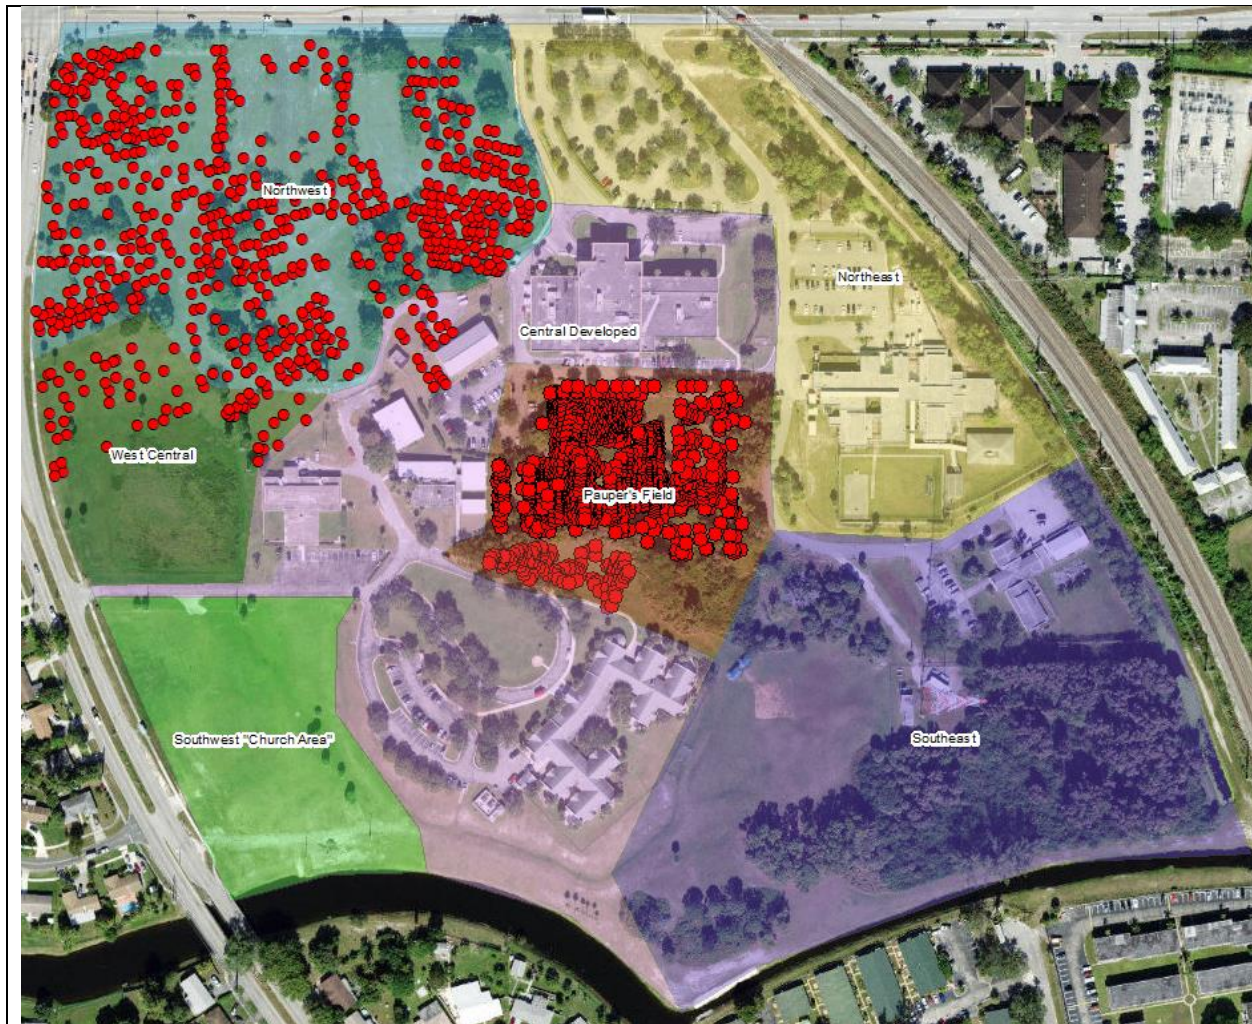 Northwest
Northeast
Central Developed
West Central
Pauper's Field
Southwest "Church Area"
Southeast